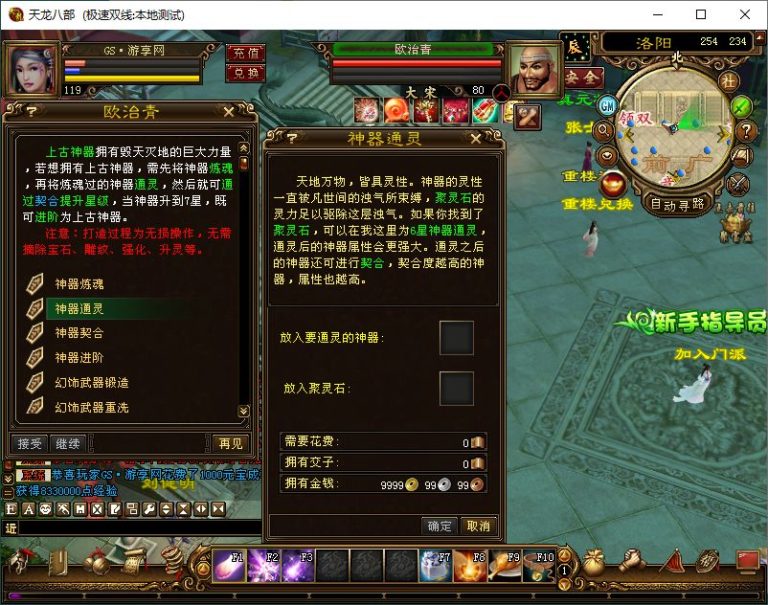 天龙八部 (极速双线:本地测试)
GS·游享网
充值
兑换
119
欧治青
大宋
80
安全
辰
洛阳
254 234
北
GM
自动寻路
欧治青
上古神器拥有毁天灭地的巨大力量
，若想拥有上古神器，需先将神器炼魂
，再将炼魂过的神器通灵，然后就可通
过契合提升星级，当神器升到7星，既
可进阶为上古神器。
注意：打造过程为无损操作，无需
摘除宝石、雕纹、强化、升灵等。
神器炼魂
神器通灵
神器契合
神器进阶
幻饰武器锻造
幻饰武器重洗
接受
继续
再见
神器通灵
天地万物，皆具灵性。神器的灵性
一直被凡世间的浊气所束缚，聚灵石的
灵力足以驱除这层浊气。如果你找到了
聚灵石，可以在我这里为6星神器通灵，
通灵后的神器属性会更强大。通灵之后
的神器还可进行契合，契合度越高的神
器，属性也越高。
放入要通灵的神器:
放入聚灵石:
需要花费:
0
拥有交子:
0
拥有金钱:
9999 99 99
确定
取消
重楼兑换
新手指导员
加入门派
恭喜玩家GS·游享网花费了1000元宝成
获得8330000点经验
近
F1
F2
F3
F7
F8
F9
F10
1